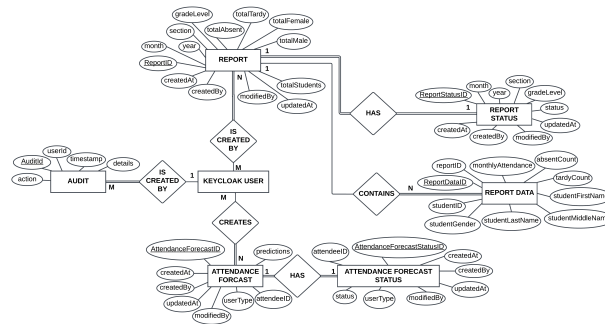 gradeLevel
totalTardy
totalFemale
section
totalAbsent
month
year
totalMale
ReportID
REPORT
1
1
N
createdAt
createdBy
modifiedBy
totalStudents
updatedAt
IS
CREATED
BY
M
HAS
1
month
section
ReportStatusID
year
gradeLevel
REPORT
STATUS
status
createdAt
createdBy
updatedAt
modifiedBy
userId
AuditId
timestamp
details
action
AUDIT
M
IS
CREATED
BY
1
KEYCLOAK USER
M
CONTAINS
N
reportID
monthlyAttendance
absentCount
ReportDataID
tardyCount
REPORT DATA
studentID
studentFirstName
studentGender
studentLastName
studentMiddleName
CREATES
N
AttendanceForecastID
predictions
createdAt
createdBy
ATTENDANCE
FORCAST
updatedAt
modifiedBy
userType
attendeeID
1
HAS
1
attendeeID
AttendanceForecastStatusID
createdAt
createdBy
ATTENDANCE FORECAST
STATUS
status
userType
modifiedBy
updatedAt